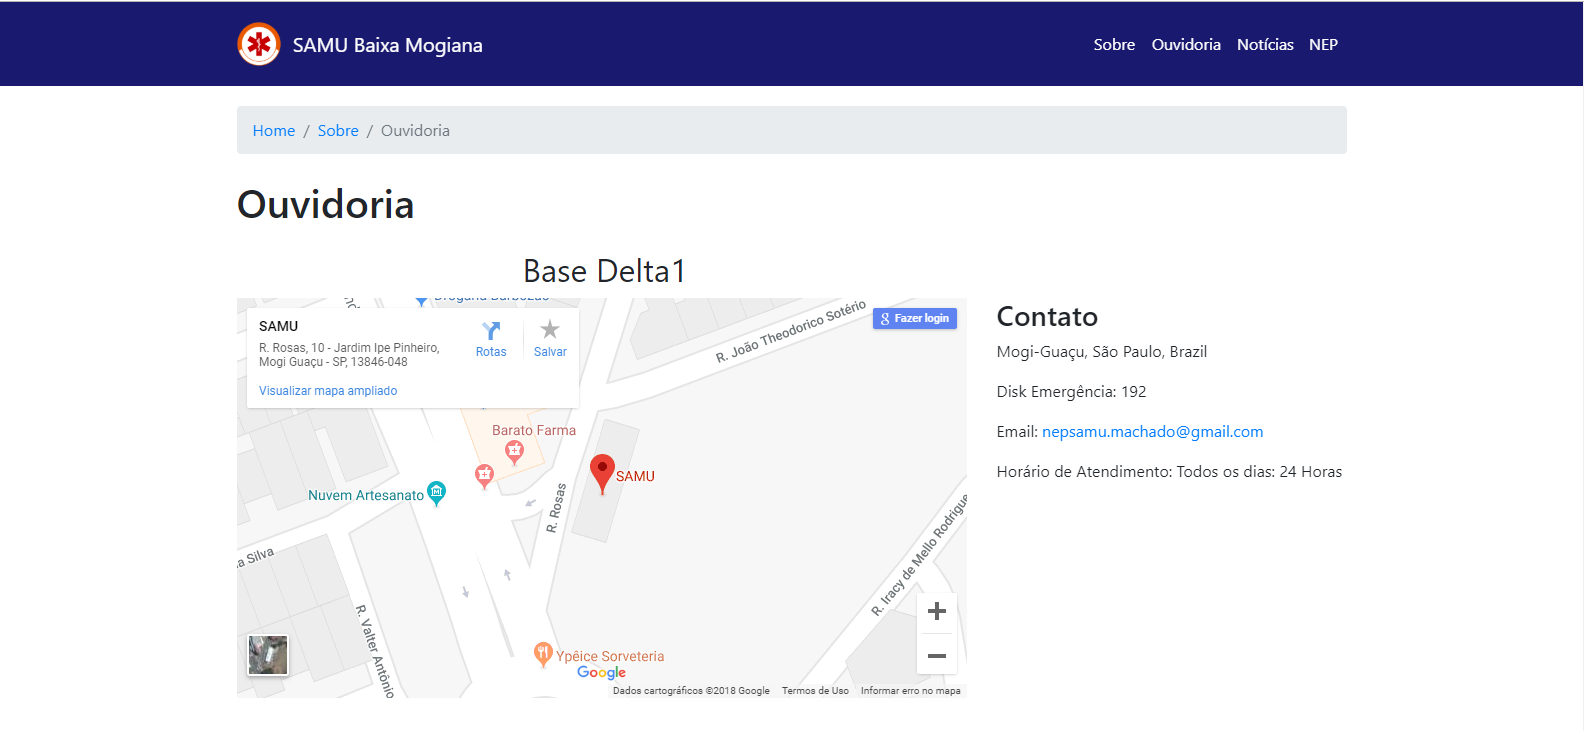 SAMU Baixa Mogiana
Sobre Ouvidoria Notícias NEP
Home / Sobre / Ouvidoria
Ouvidoria
Base Delta1
SAMU
R. Rosas, 10 - Jardim Ipe Pinheiro,
Mogi Guaçu - SP, 13846-048
Visualizar mapa ampliado
Rotas
Salvar
Fazer login
R. João Theodorico Sotério
Barato Farma
SAMU
Nuvem Artesanato
R. Rosas
Silva
R. Iracy de Mello Rodrigue
R. Valter Antônio
Ypêice Sorveteria
Google
Dados cartográficos ©2018 Google Termos de Uso Informar erro no mapa
Contato
Mogi-Guaçu, São Paulo, Brazil
Disk Emergência: 192
Email: nepsamu.machado@gmail.com
Horário de Atendimento: Todos os dias: 24 Horas